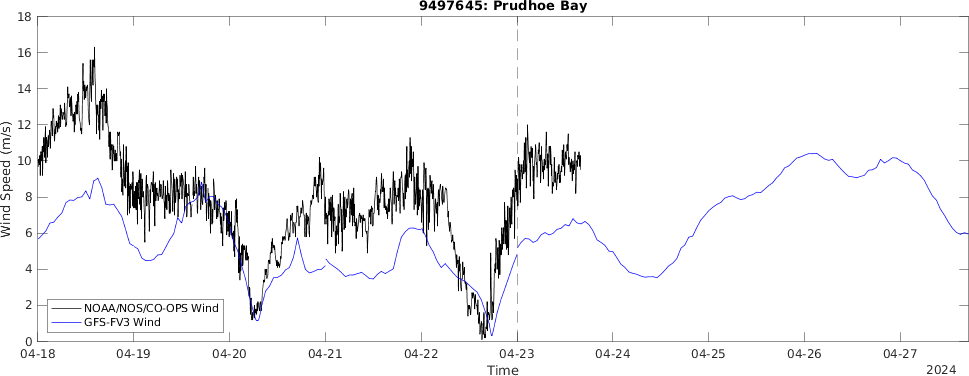 9497645: Prudhoe Bay
18
16
14
12
10
8
6
4
2
0
Wind Speed (m/s)
NOAA/NOS/CO-OPS Wind
GFS-FV3 Wind
04-18 04-19 04-20 04-21 04-22 04-23 04-24 04-25 04-26 04-27
Time
2024